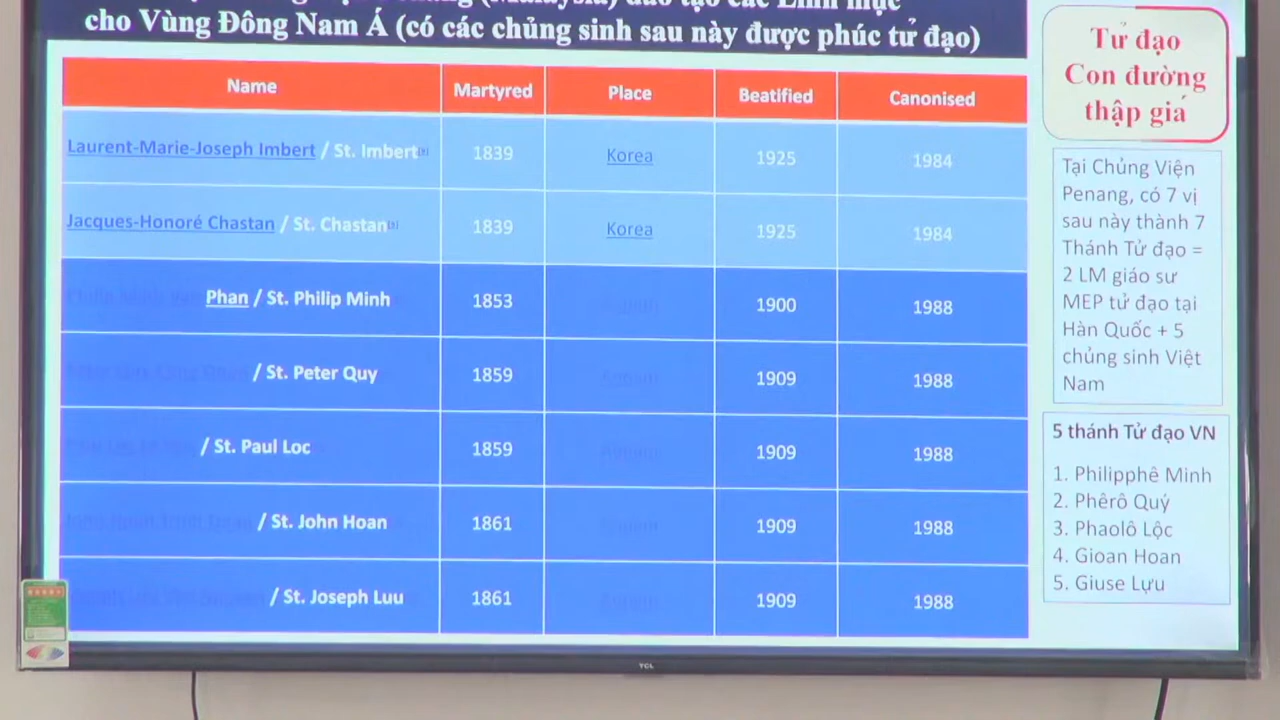 cho Vùng Đông Nam Á (có các chủng sinh sau này được phúc tử đạo)
Name Martyred Place Beatified Canonised
Laurent-Marie-Joseph Imbert / St. Imbert 1839 Korea 1925 1984
Jacques-Honoré Chastan / St. Chastan 1839 Korea 1925 1984
Phan / St. Philip Minh 1853 1900 1988
/ St. Peter Quy 1859 1909 1988
/ St. Paul Loc 1859 1909 1988
/ St. John Hoan 1861 1909 1988
/ St. Joseph Luu 1861 1909 1988
Tử đạo
Con đường
thập giá
Tại Chủng Viện
Penang, có 7 vị
sau này thành 7
Thánh Tử đạo =
2 LM giáo sư
MEP tử đạo tại
Hàn Quốc + 5
chủng sinh Việt
Nam
5 thánh Tử đạo VN
1. Philipphê Minh
2. Phêrô Quý
3. Phaolô Lộc
4. Gioan Hoan
5. Giuse Lựu
TCL